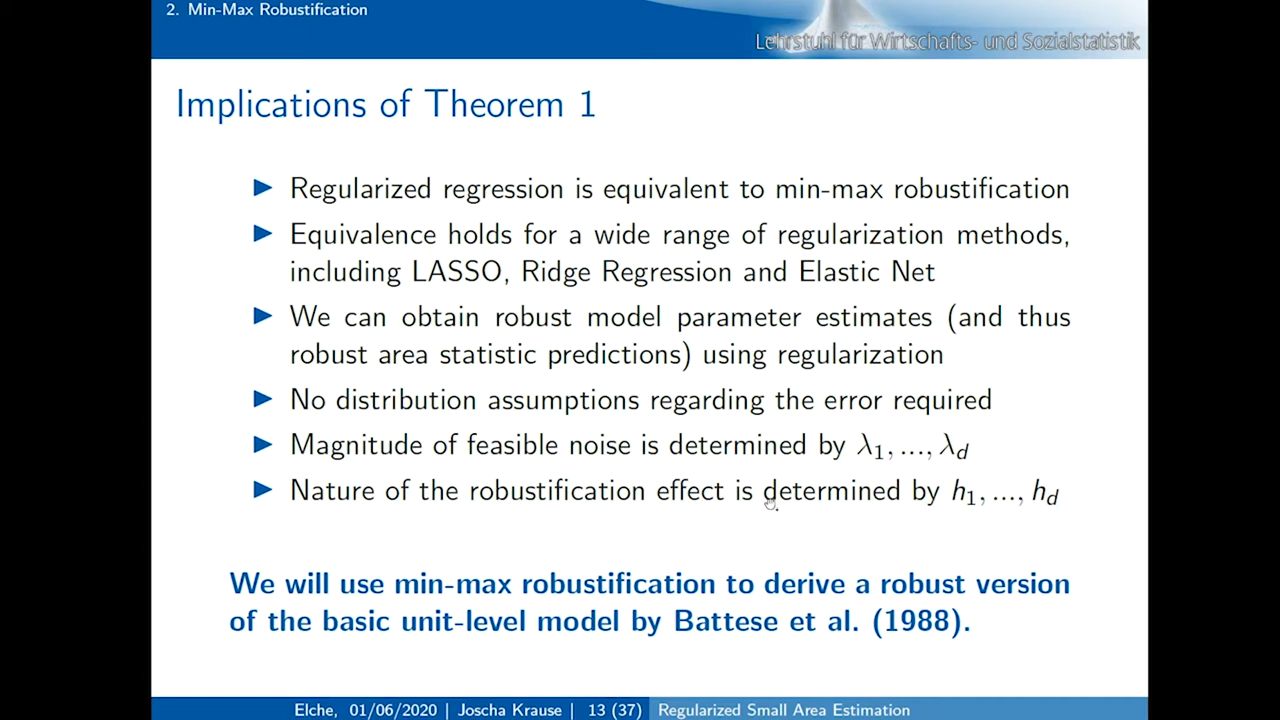 2. Min-Max Robustification
Lehrstuhl für Wirtschafts- und Sozialstatistik
Implications of Theorem 1
▶ Regularized regression is equivalent to min-max robustification
▶ Equivalence holds for a wide range of regularization methods,
including LASSO, Ridge Regression and Elastic Net
▶ We can obtain robust model parameter estimates (and thus
robust area statistic predictions) using regularization
▶ No distribution assumptions regarding the error required
▶ Magnitude of feasible noise is determined by λ₁, ..., λ_d
▶ Nature of the robustification effect is determined by h₁, ..., h_d
We will use min-max robustification to derive a robust version
of the basic unit-level model by Battese et al. (1988).
Elche, 01/06/2020 | Joscha Krause | 13 (37) Regularized Small Area Estimation